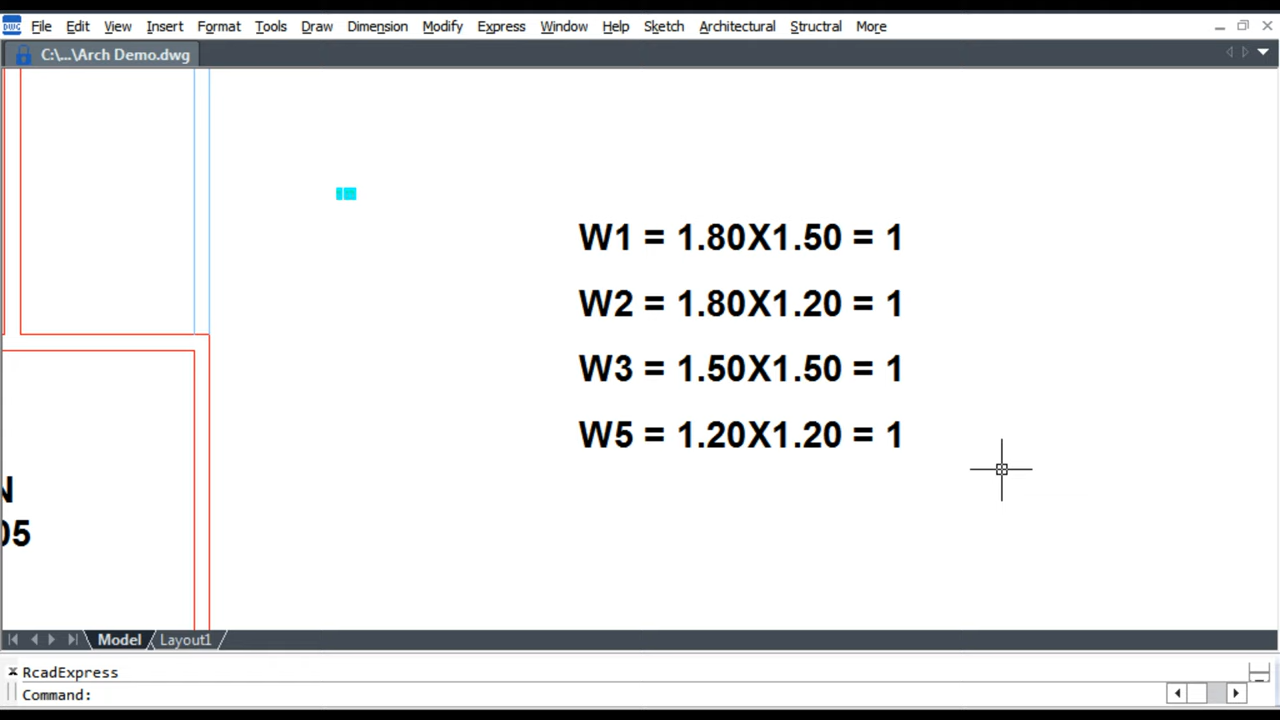 File Edit View Insert Format Tools Draw Dimension Modify Express Window Help Sketch Architectural Structral More
C:\...\Arch Demo.dwg
W1 = 1.80X1.50 = 1
W2 = 1.80X1.20 = 1
W3 = 1.50X1.50 = 1
W5 = 1.20X1.20 = 1
N
05
Model Layout1
RcadExpress
Command: